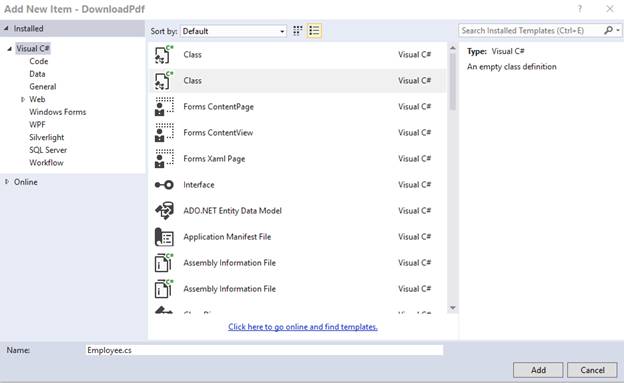 Add New Item - DownloadPdf
? ×
Installed
Sort by: Default
Search Installed Templates (Ctrl+E)
Visual C#
Code
Data
General
Web
Windows Forms
WPF
Silverlight
SQL Server
Workflow
Online
Class Visual C#
Class Visual C#
Forms ContentPage Visual C#
Forms ContentView Visual C#
Forms Xaml Page Visual C#
Interface Visual C#
ADO.NET Entity Data Model Visual C#
Application Manifest File Visual C#
Assembly Information File Visual C#
Assembly Information File Visual C#
Click here to go online and find templates.
Type: Visual C#
An empty class definition
Name: Employee.cs
Add Cancel